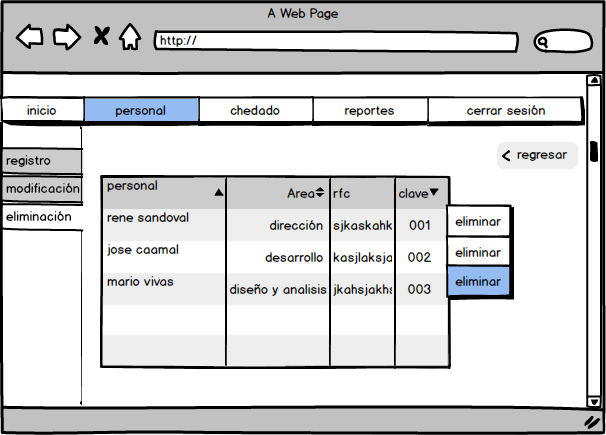 A Web Page
http://
inicio personal chedado reportes cerrar sesión
registro
modificación
eliminación
regresar
personal Area rfc clave
rene sandoval dirección sjkaskahk 001 eliminar
jose caamal desarrollo kasjlaksja 002 eliminar
mario vivas diseño y analisis jkahsjakhs 003 eliminar